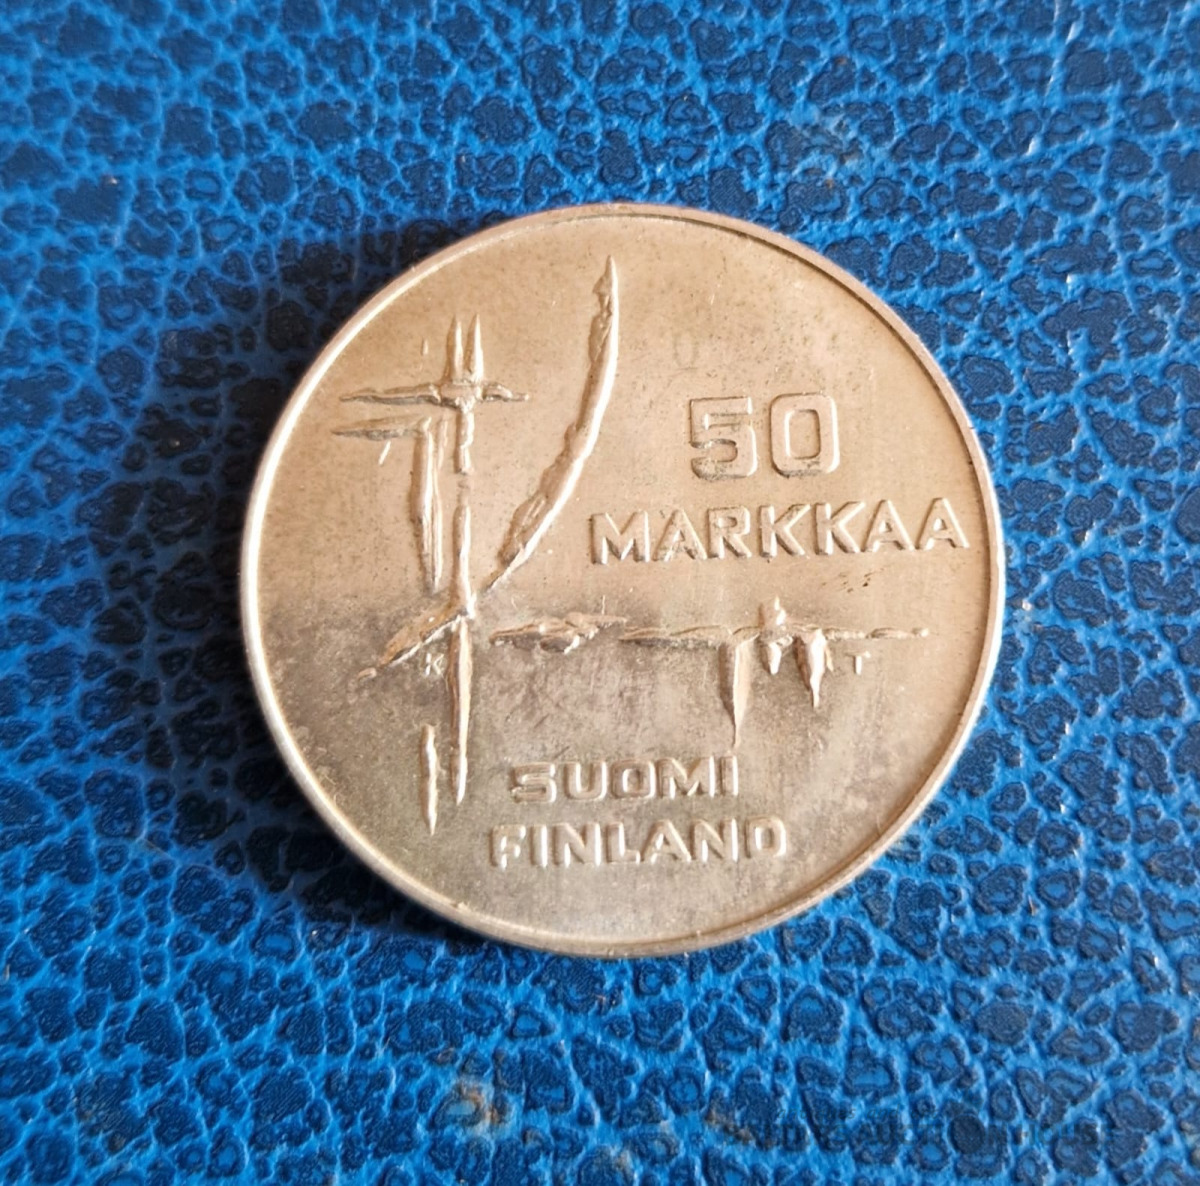 50
MARKKAA
K T
SUOMI
FINLAND